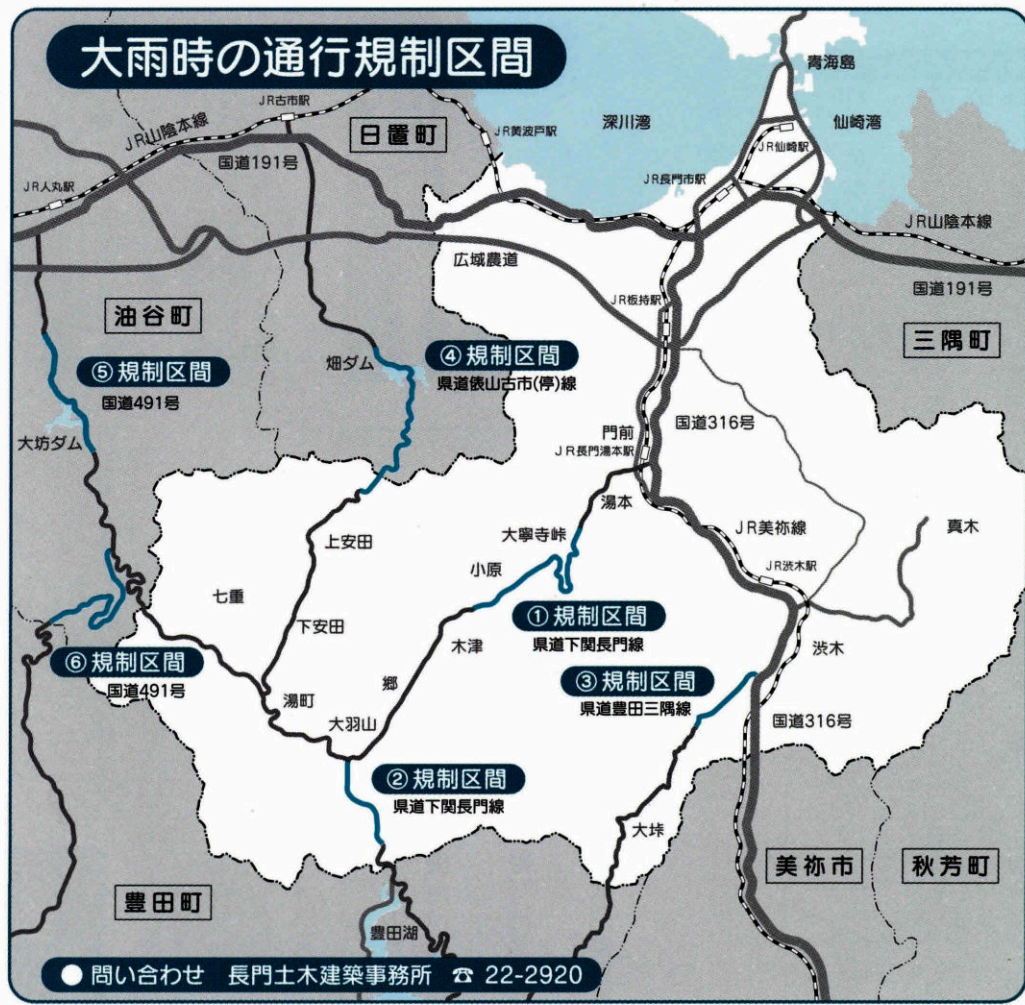 大雨時の通行規制区間
青海島
JR古市駅
JR山陰本線
日置町
JR黄波戸駅
深川湾
仙崎湾
JR仙崎駅
国道191号
JR人丸駅
JR長門市駅
JR山陰本線
広域農道
国道191号
JR板持駅
油谷町
三隅町
④規制区間
県道俵山古市(停)線
畑ダム
⑤規制区間
国道491号
大坊ダム
門前
国道316号
JR長門湯本駅
湯本
JR美祢線
真木
大寧寺峠
上安田
小原
JR渋木駅
七重
①規制区間
県道下関長門線
下安田
木津
渋木
⑥規制区間
国道491号
郷
③規制区間
県道豊田三隅線
湯町
大羽山
国道316号
②規制区間
県道下関長門線
大垰
美祢市
秋芳町
豊田町
豊田湖
●問い合わせ 長門土木建築事務所 ☎ 22-2920